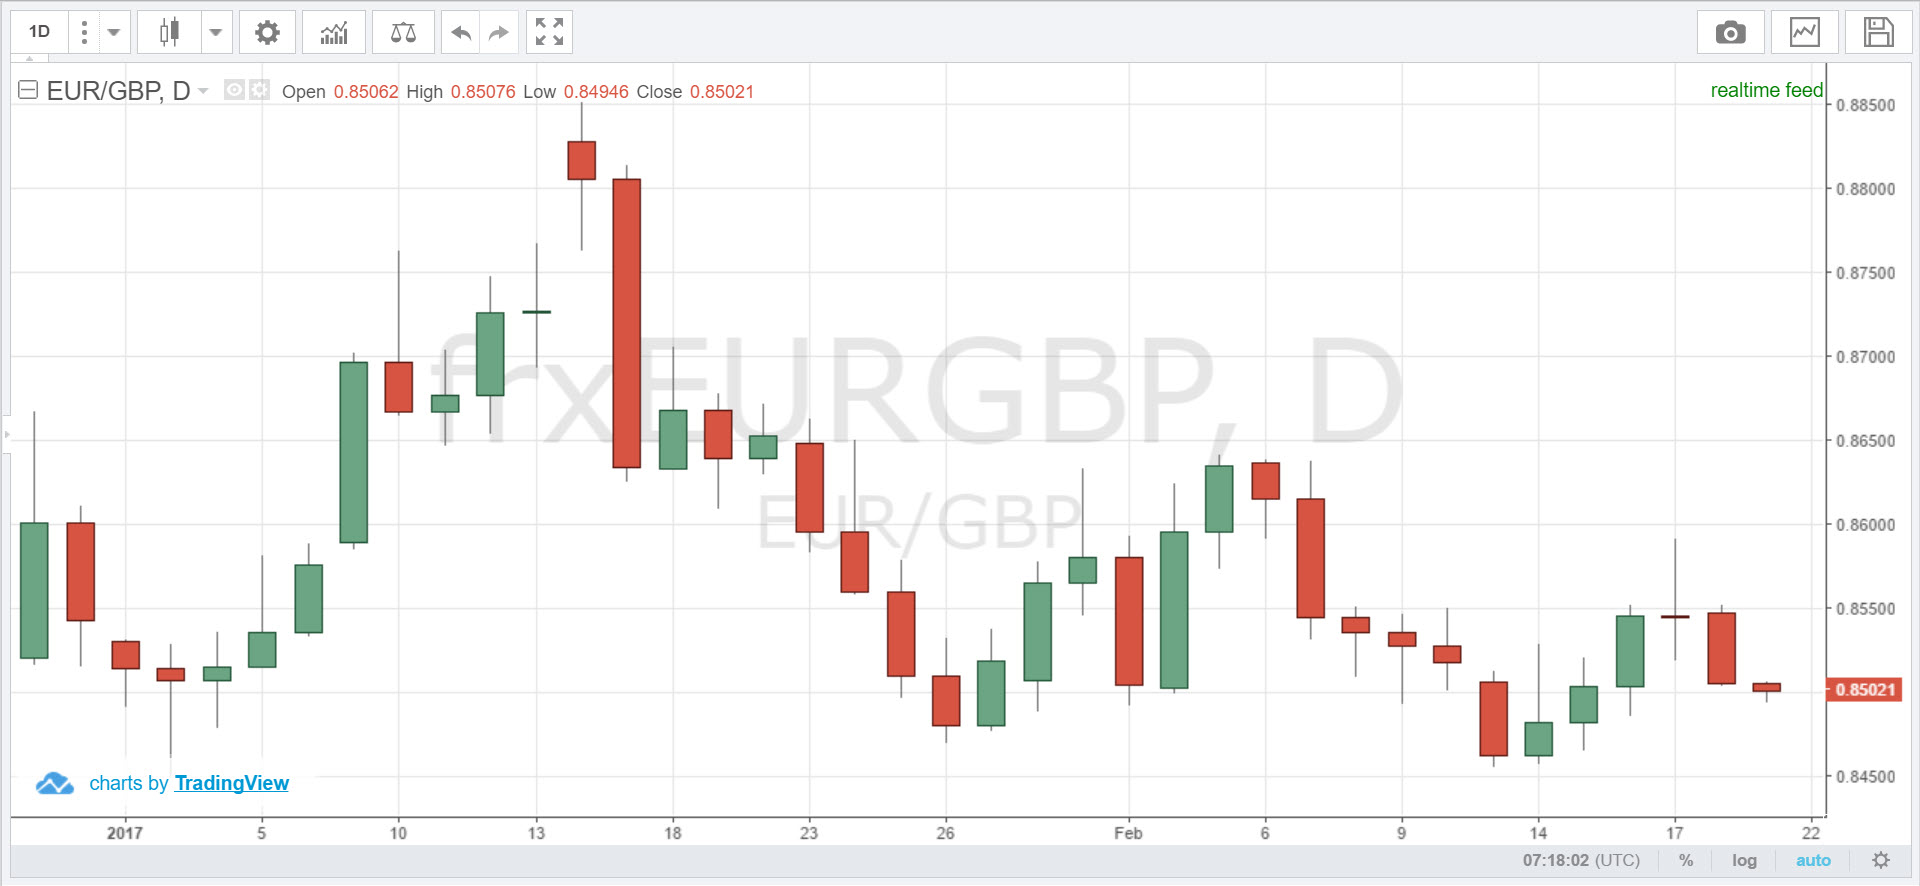 1D
EUR/GBP, D Open 0.85062 High 0.85076 Low 0.84946 Close 0.85021
realtime feed
0.88500
0.88000
0.87500
0.87000
0.86500
0.86000
0.85500
0.85021
0.84500
frxEURGBP, D
EUR/GBP
charts by TradingView
2017 5 10 13 18 23 26 Feb 6 9 14 17 22
07:18:02 (UTC) % log auto